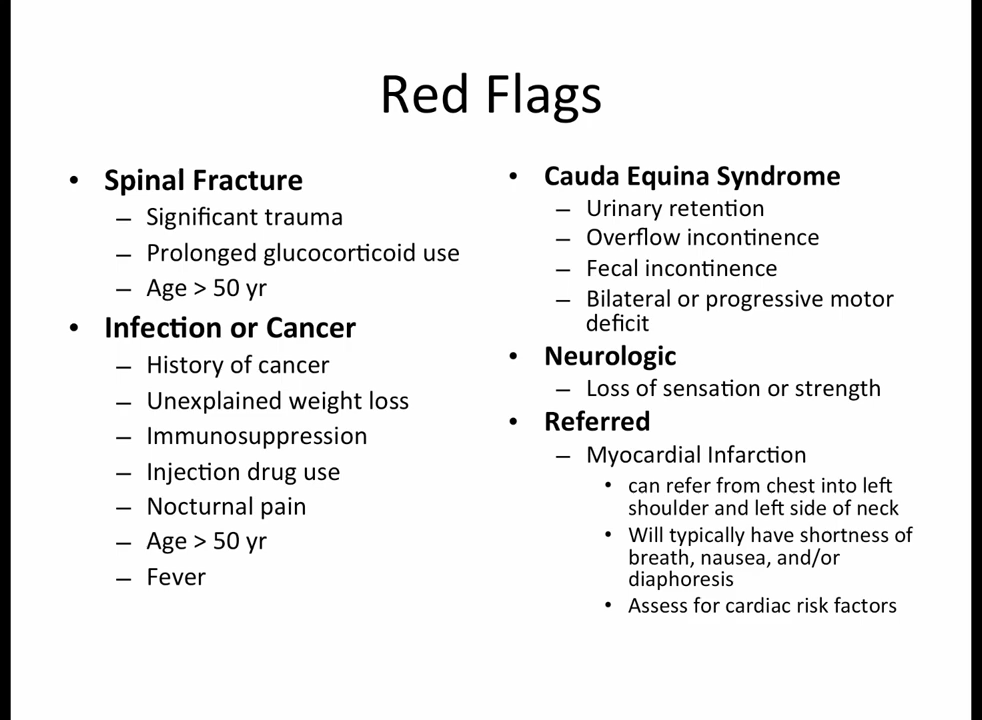 Red Flags
• Spinal Fracture
– Significant trauma
– Prolonged glucocorticoid use
– Age > 50 yr
• Infection or Cancer
– History of cancer
– Unexplained weight loss
– Immunosuppression
– Injection drug use
– Nocturnal pain
– Age > 50 yr
– Fever
• Cauda Equina Syndrome
– Urinary retention
– Overflow incontinence
– Fecal incontinence
– Bilateral or progressive motor
deficit
• Neurologic
– Loss of sensation or strength
• Referred
– Myocardial Infarction
• can refer from chest into left
shoulder and left side of neck
• Will typically have shortness of
breath, nausea, and/or
diaphoresis
• Assess for cardiac risk factors